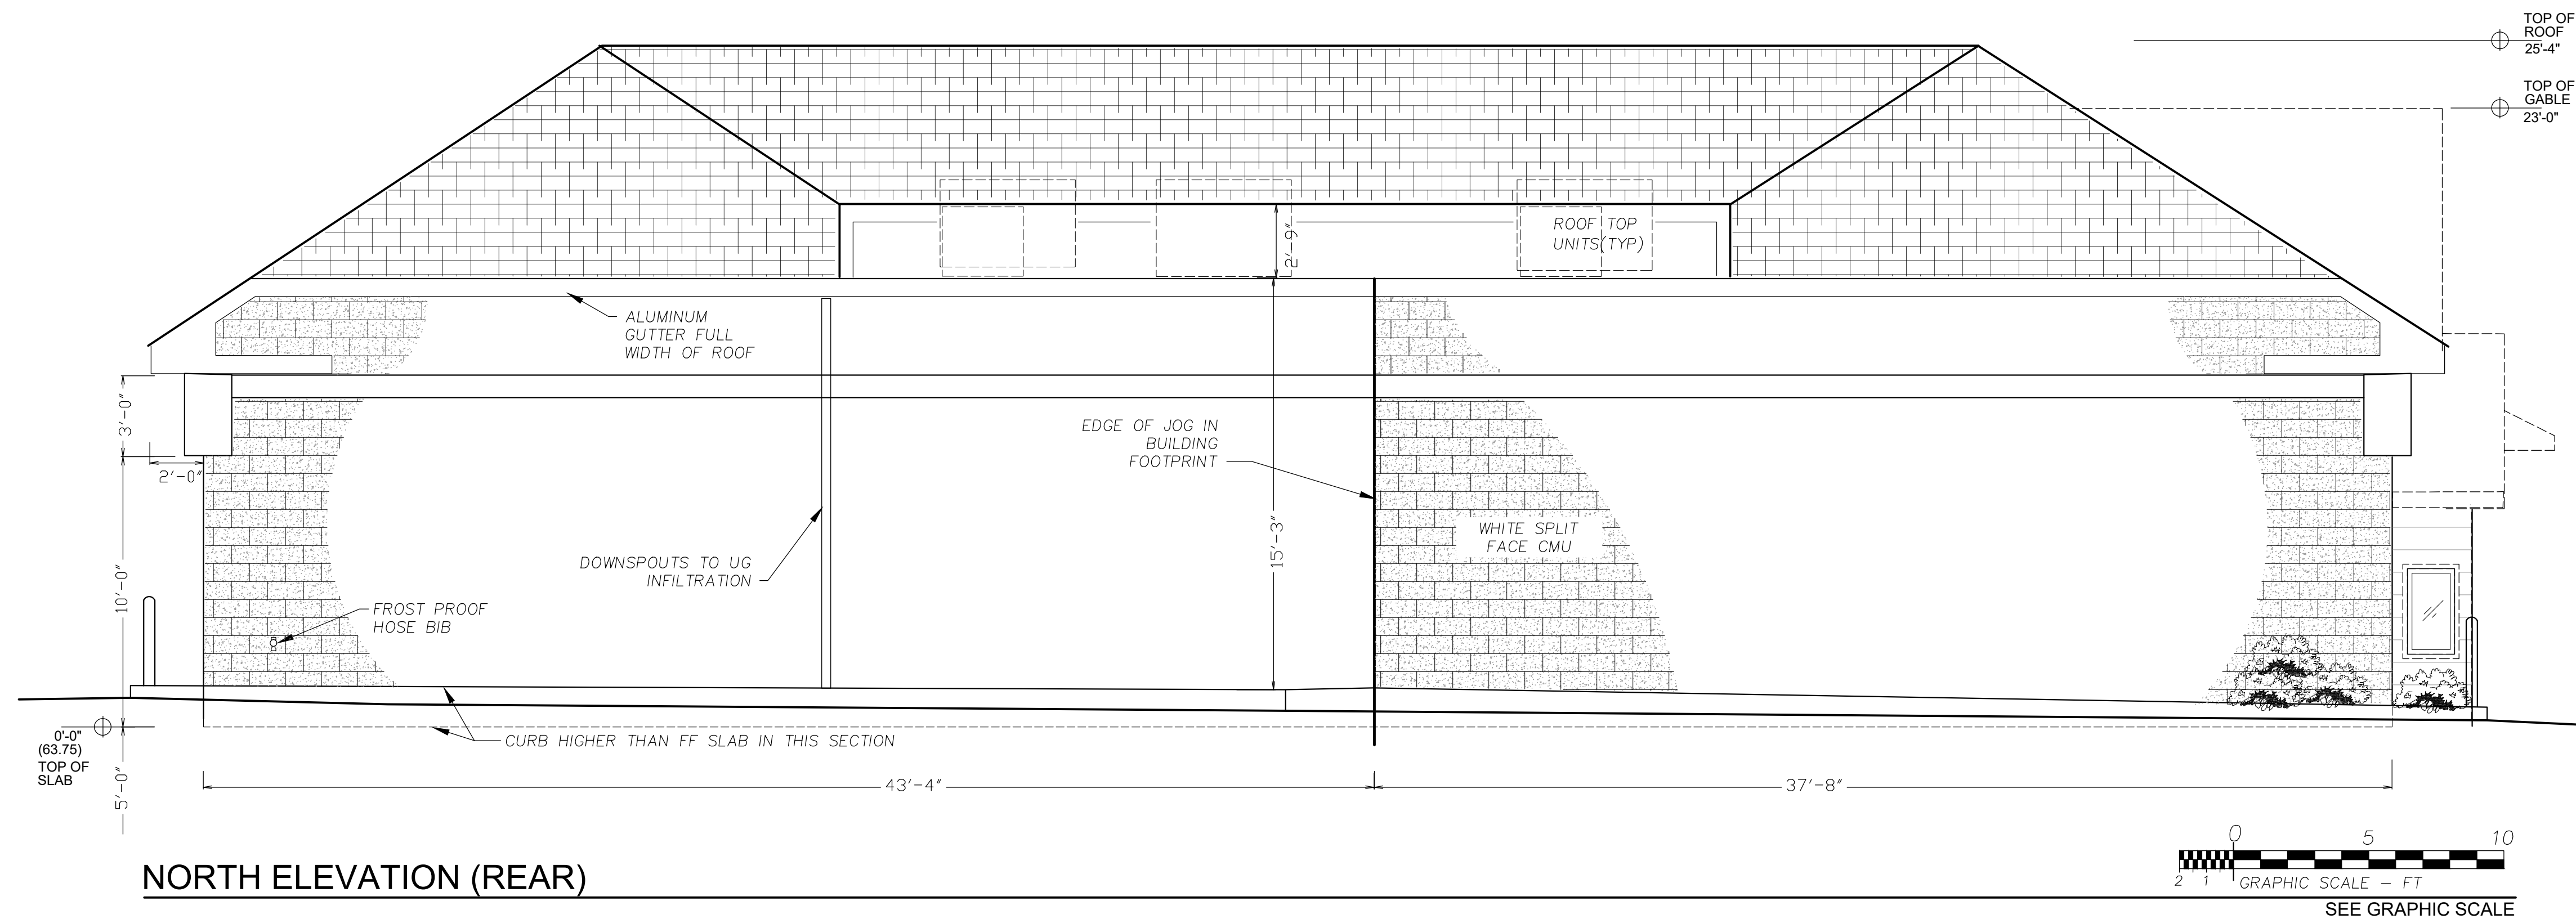 TOP OF
ROOF
25'-4"
TOP OF
GABLE
23'-0"
ROOF TOP
UNITS(TYP)
2'-9"
ALUMINUM
GUTTER FULL
WIDTH OF ROOF
3'-0"
2'-0"
EDGE OF JOG IN
BUILDING
FOOTPRINT
15'-3"
WHITE SPLIT
FACE CMU
DOWNSPOUTS TO UG
INFILTRATION
10'-0"
FROST PROOF
HOSE BIB
0'-0"
(63.75)
TOP OF
SLAB
CURB HIGHER THAN FF SLAB IN THIS SECTION
5'-0"
43'-4"
37'-8"
0 5 10
2 1 GRAPHIC SCALE - FT
NORTH ELEVATION (REAR)
SEE GRAPHIC SCALE